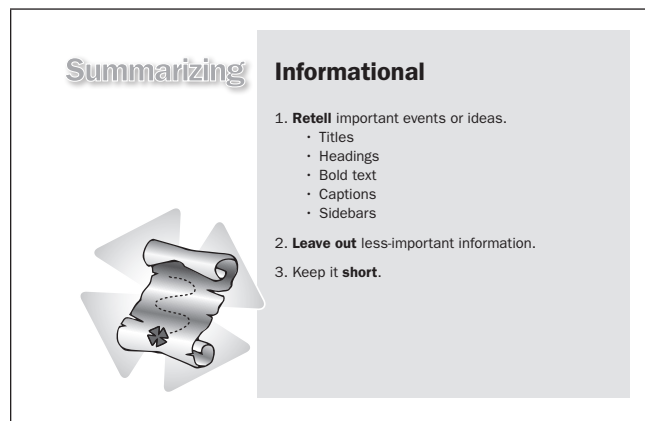 Summarizing
Informational
1. Retell important events or ideas.
• Titles
• Headings
• Bold text
• Captions
• Sidebars
2. Leave out less-important information.
3. Keep it short.